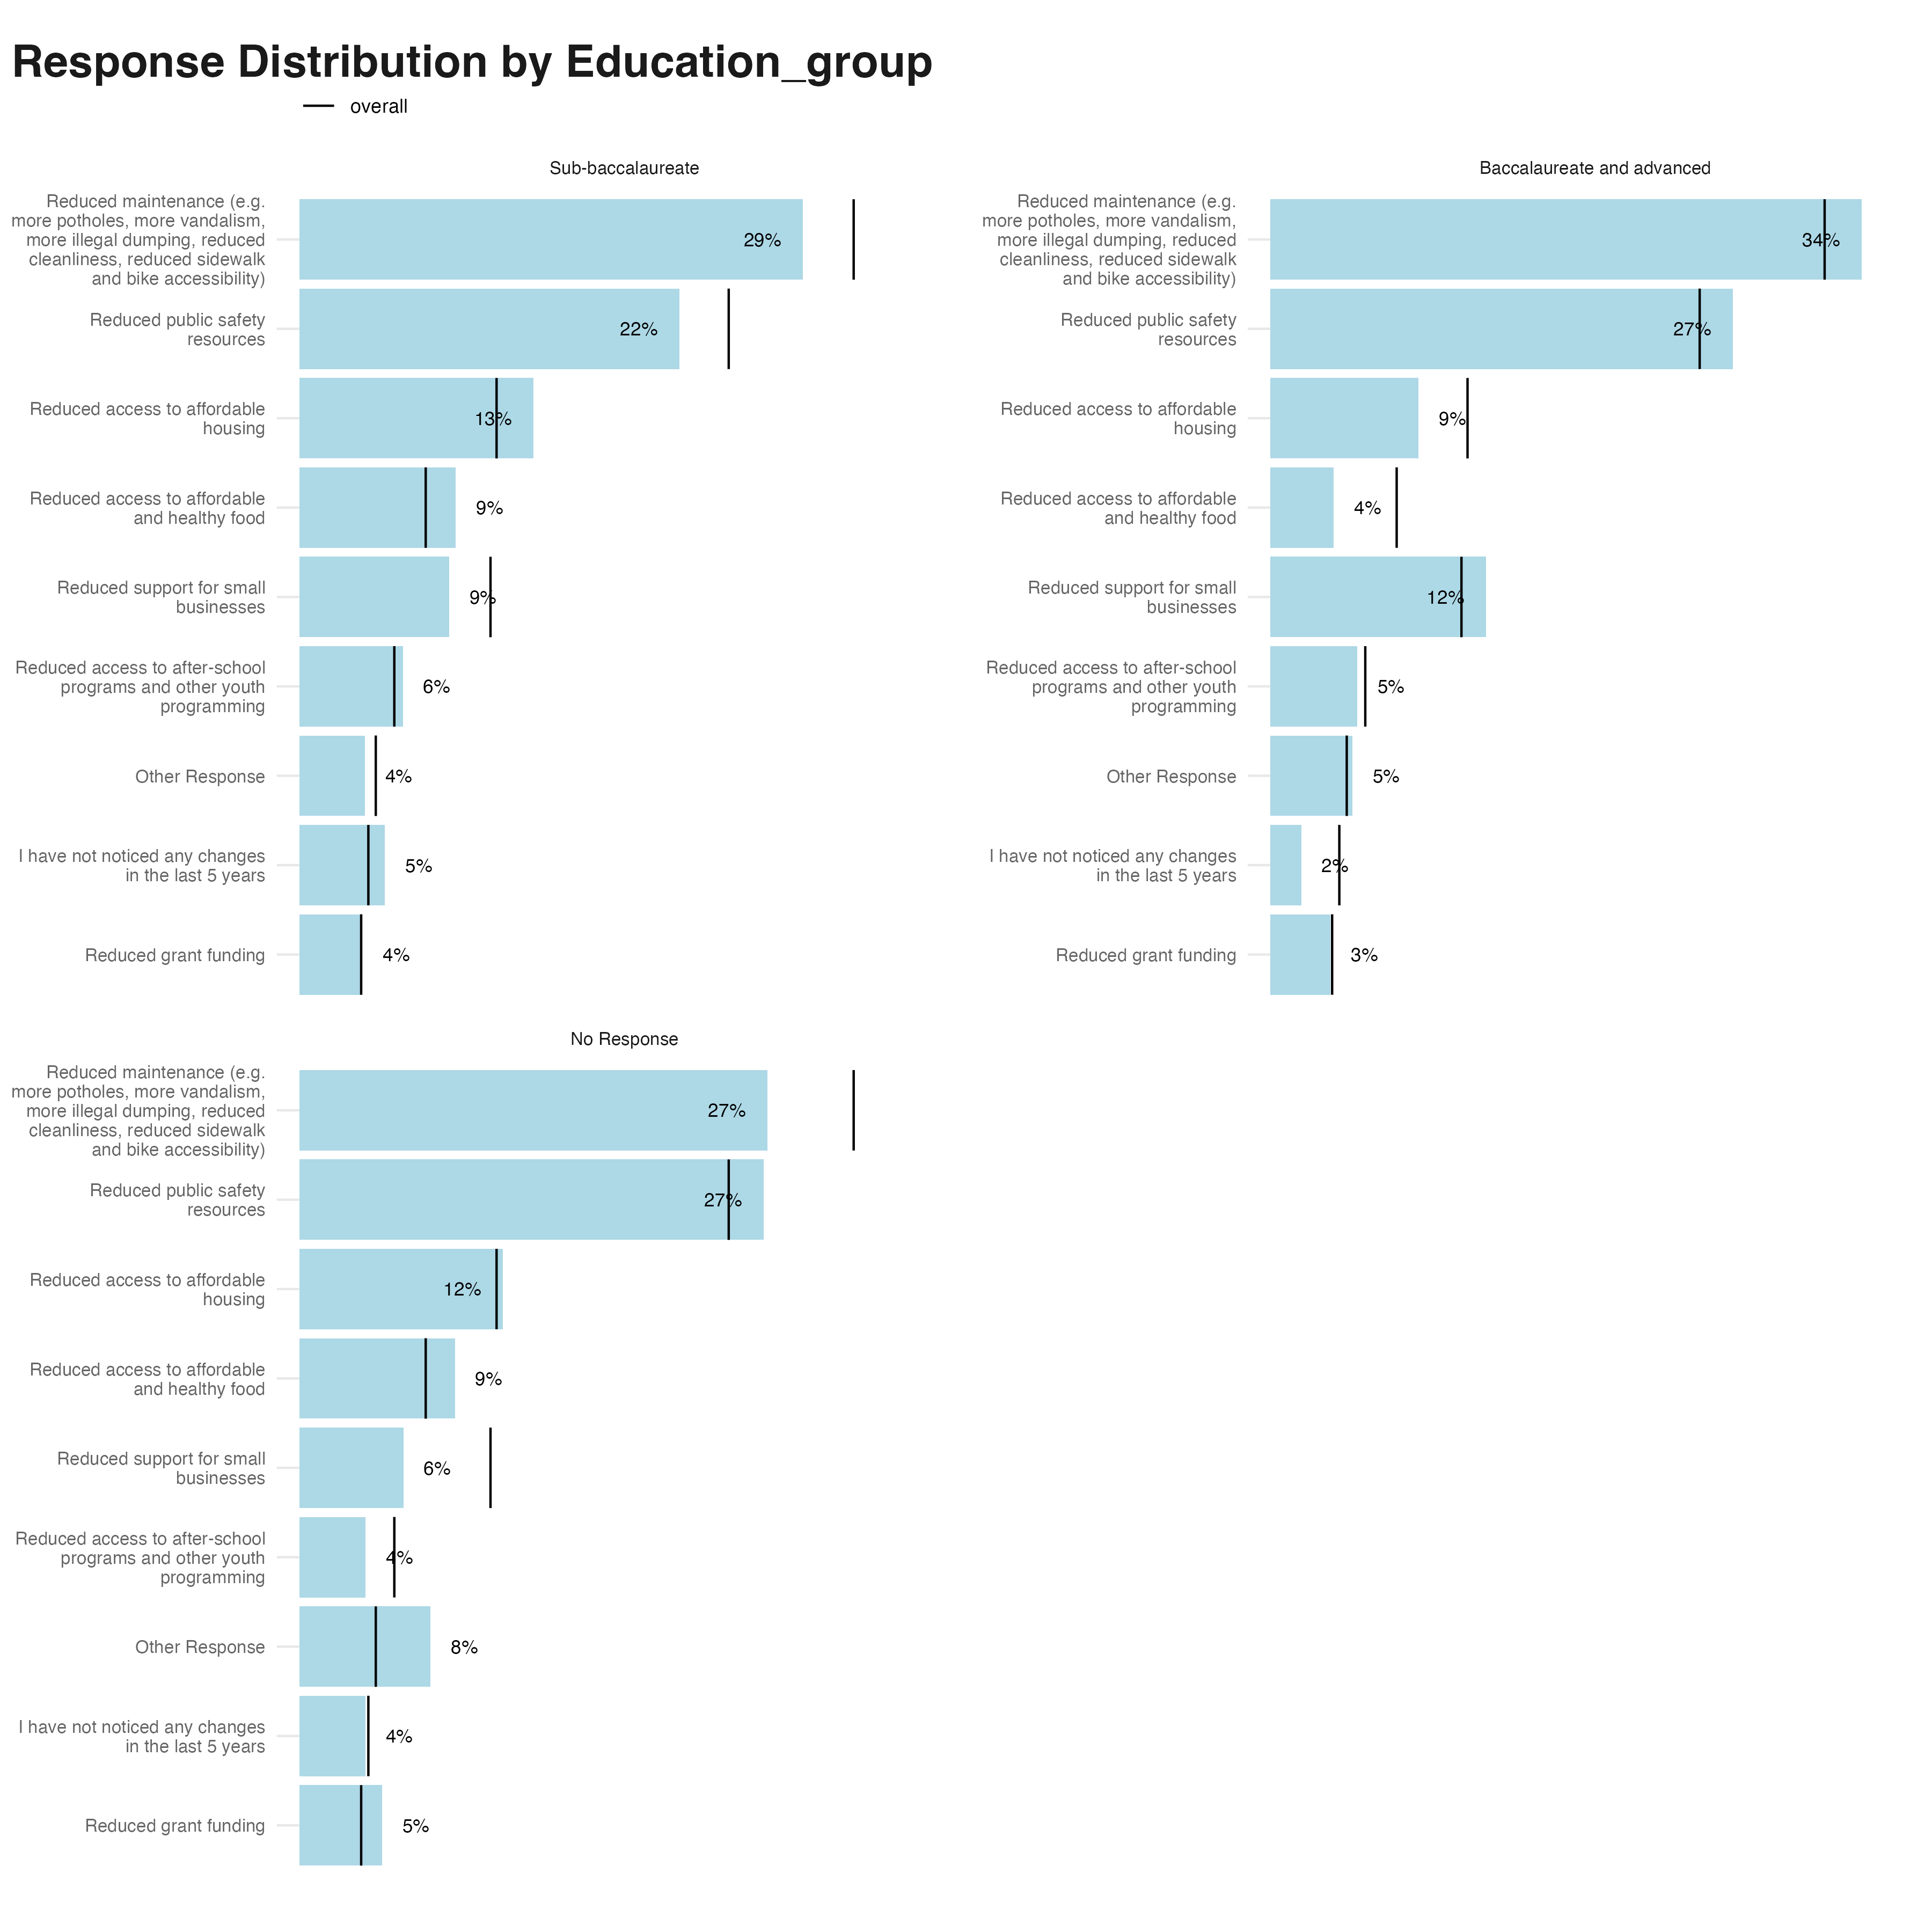 Response Distribution by Education_group
overall
Sub-baccalaureate
Reduced maintenance (e.g.
more potholes, more vandalism,
more illegal dumping, reduced
cleanliness, reduced sidewalk
and bike accessibility)
29%
Reduced public safety
resources
22%
Reduced access to affordable
housing
13%
Reduced access to affordable
and healthy food
9%
Reduced support for small
businesses
9%
Reduced access to after-school
programs and other youth
programming
6%
Other Response
4%
I have not noticed any changes
in the last 5 years
5%
Reduced grant funding
4%
Baccalaureate and advanced
Reduced maintenance (e.g.
more potholes, more vandalism,
more illegal dumping, reduced
cleanliness, reduced sidewalk
and bike accessibility)
34%
Reduced public safety
resources
27%
Reduced access to affordable
housing
9%
Reduced access to affordable
and healthy food
4%
Reduced support for small
businesses
12%
Reduced access to after-school
programs and other youth
programming
5%
Other Response
5%
I have not noticed any changes
in the last 5 years
2%
Reduced grant funding
3%
No Response
Reduced maintenance (e.g.
more potholes, more vandalism,
more illegal dumping, reduced
cleanliness, reduced sidewalk
and bike accessibility)
27%
Reduced public safety
resources
27%
Reduced access to affordable
housing
12%
Reduced access to affordable
and healthy food
9%
Reduced support for small
businesses
6%
Reduced access to after-school
programs and other youth
programming
4%
Other Response
8%
I have not noticed any changes
in the last 5 years
4%
Reduced grant funding
5%